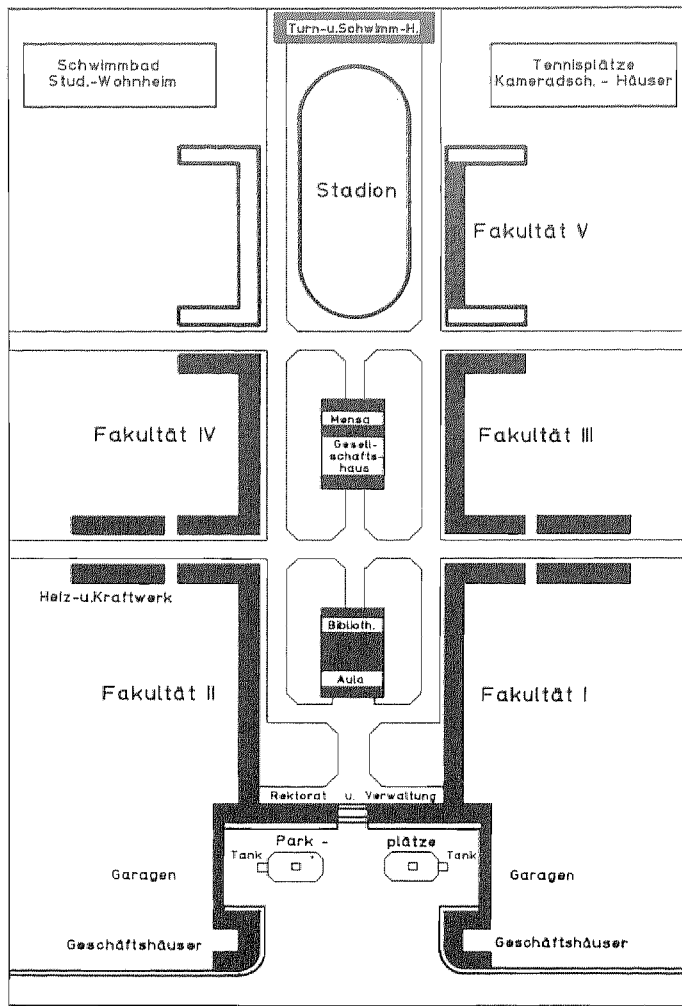 Turn-u.Schwimm-H.
Schwimmbad
Stud.-Wohnheim
Tennisplätze
Kameradsch. - Häuser
Stadion
Fakultät V
Fakultät IV
Mensa
Gesell-
schafts-
haus
Fakultät III
Heiz-u.Kraftwerk
Biblioth.
Aula
Fakultät II
Fakultät I
Rektorat u. Verwaltung
Park - plätze
Tank
Tank
Garagen
Garagen
Geschäftshäuser
Geschäftshäuser